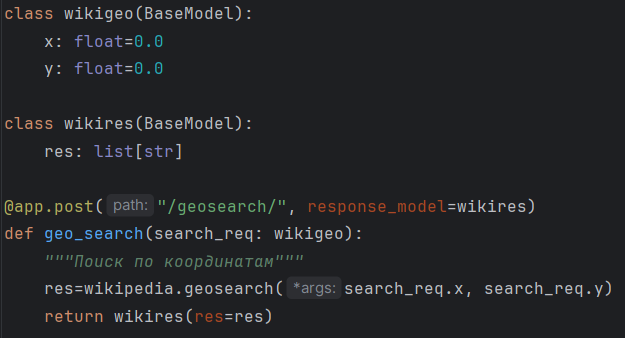 class wikigeo(BaseModel):
    x: float=0.0
    y: float=0.0

class wikires(BaseModel):
    res: list[str]

@app.post(path: "/geosearch/", response_model=wikires)
def geo_search(search_req: wikigeo):
    """Поиск по координатам"""
    res=wikipedia.geosearch(*args: search_req.x, search_req.y)
    return wikires(res=res)